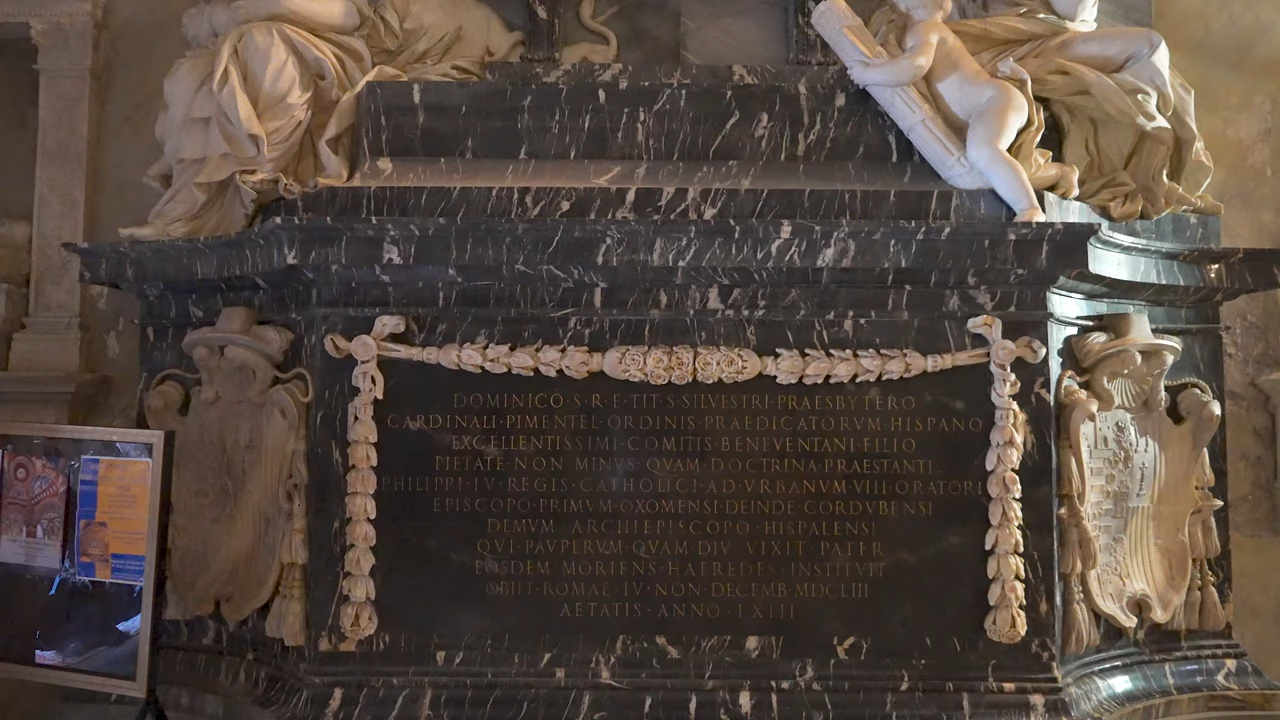 DOMINICO·S·R·E·TIT·S·SILVESTRI·PRAESBYTERO
CARDINALI·PIMENTEL·ORDINIS·PRAEDICATORVM·HISPANO
EXCELLENTISSIMI·COMITIS·BENEVENTANI·FILIO
PIETATE·NON·MINVS·QVAM·DOCTRINA·PRAESTANTI·
PHILIPPI·IV·REGIS·CATHOLICI·AD·VRBANVM·VIII·ORATORI
EPISCOPO·PRIMVM·OXOMENSI·DEINDE·CORDVBENSI
DEMVM·ARCHIEPISCOPO·HISPALENSI
QVI·PAVPERVM·QVAM·DIV·VIXIT·PATER
EOSDEM·MORIENS·HAEREDES·INSTITVIT
OBIIT·ROMAE·IV·NON·DECEMB·MDCLIII
AETATIS·ANNO·LXIII